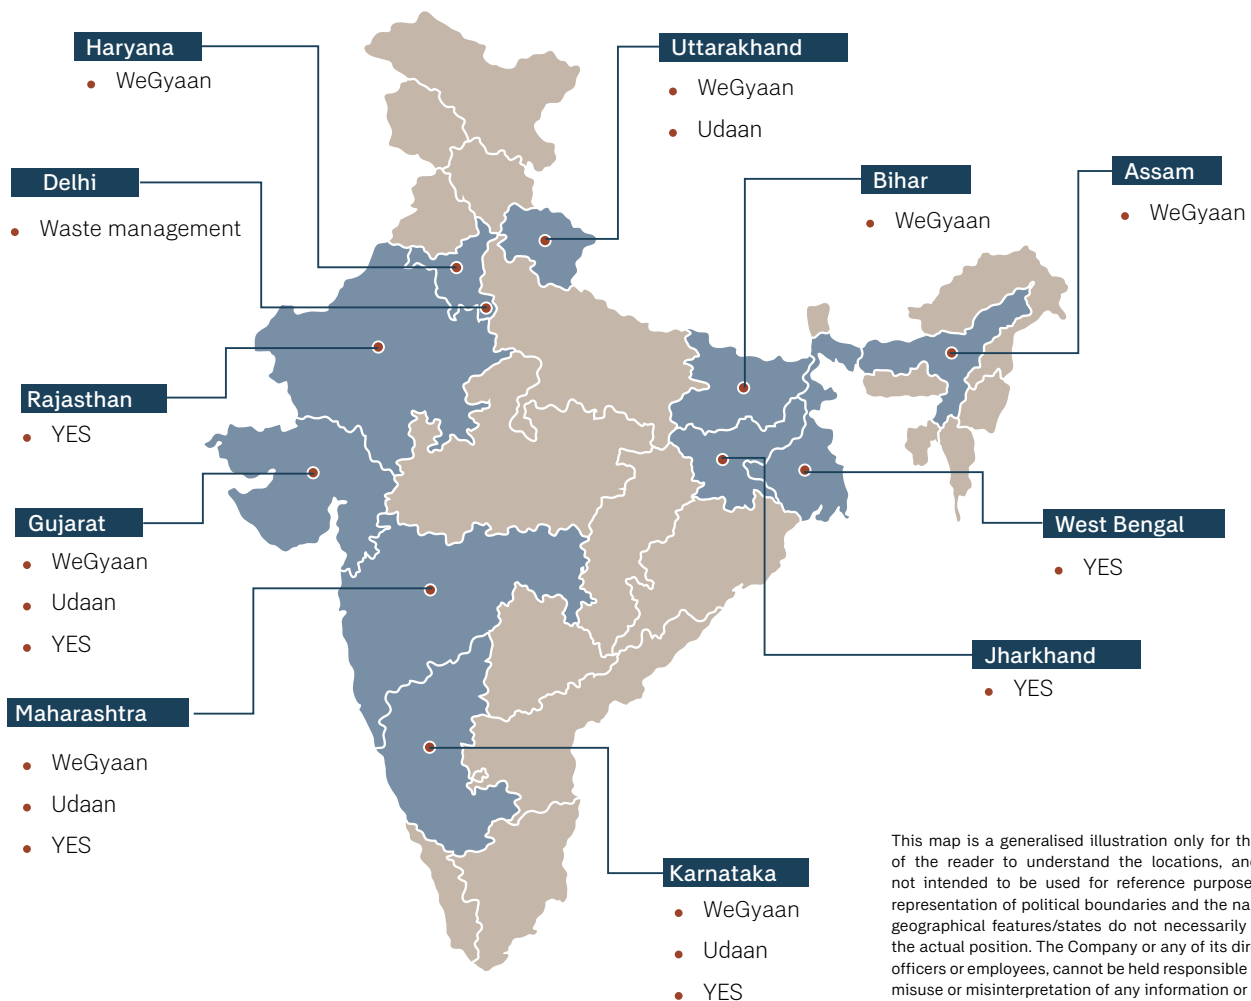 Haryana
WeGyaan
Delhi
Waste management
Rajasthan
YES
Gujarat
WeGyaan
Udaan
YES
Maharashtra
WeGyaan
Udaan
YES
Uttarakhand
WeGyaan
Udaan
Bihar
WeGyaan
Assam
WeGyaan
West Bengal
YES
Jharkhand
YES
Karnataka
WeGyaan
Udaan
YES
This map is a generalised illustration only for th
of the reader to understand the locations, an
not intended to be used for reference purpose
representation of political boundaries and the na
geographical features/states do not necessarily
the actual position. The Company or any of its dir
officers or employees, cannot be held responsible
misuse or misinterpretation of any information or